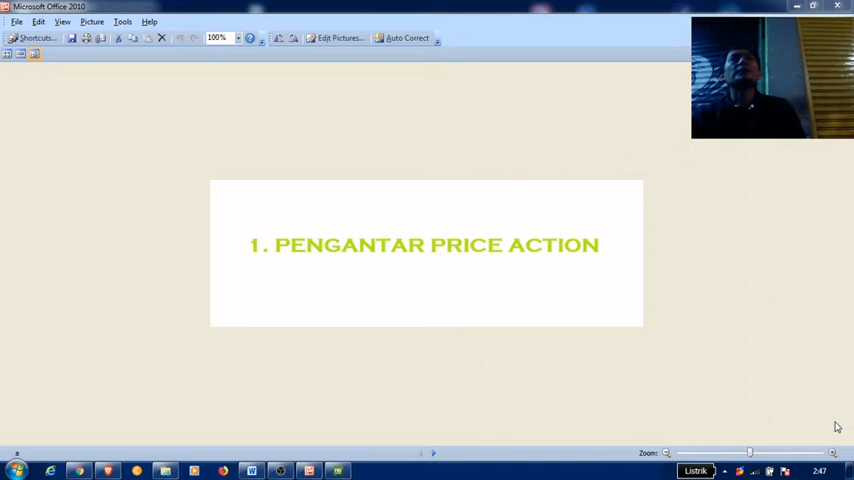 Microsoft Office 2010
File Edit View Picture Tools Help
Shortcuts... 100% Edit Pictures... Auto Correct
1. PENGANTAR PRICE ACTION
a Zoom:
Listrik 2:47